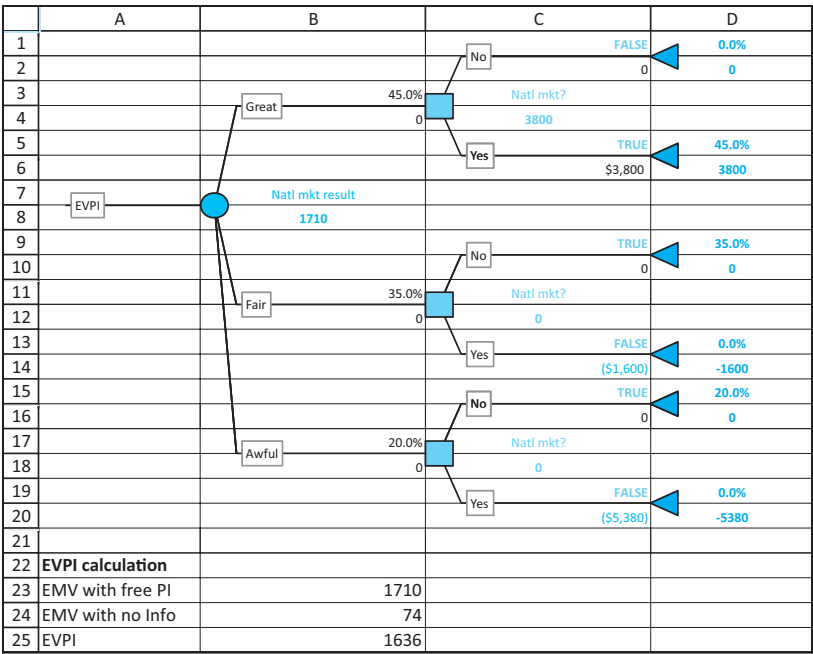 A B C D
1 FALSE 0.0%
No
2 0 0
3 45.0% Natl mkt?
Great
4 0 3800
5 TRUE 45.0%
Yes
6 $3,800 3800
7 Natl mkt result
EVPI
8 1710
9 TRUE 35.0%
No
10 0 0
11 35.0% Natl mkt?
Fair
12 0 0
13 FALSE 0.0%
Yes
14 ($1,600) -1600
15 TRUE 20.0%
No
16 0 0
17 20.0% Natl mkt?
Awful
18 0 0
19 FALSE 0.0%
Yes
20 ($5,380) -5380
21
22 EVPI calculation
23 EMV with free PI 1710
24 EMV with no Info 74
25 EVPI 1636